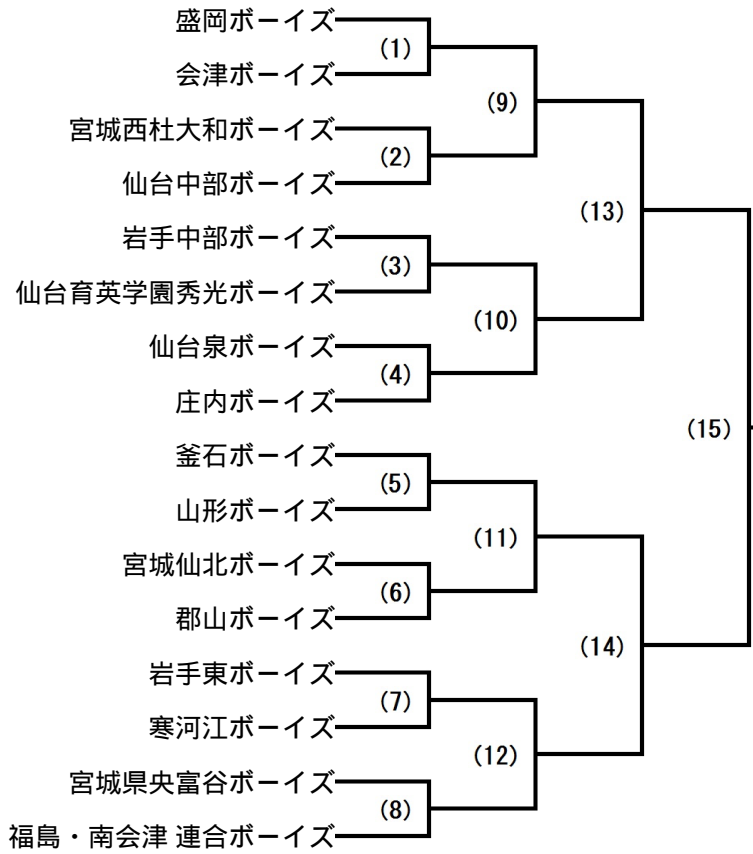 盛岡ボーイズ
(1)
会津ボーイズ
(9)
宮城西杜大和ボーイズ
(2)
仙台中部ボーイズ
(13)
岩手中部ボーイズ
(3)
仙台育英学園秀光ボーイズ
(10)
仙台泉ボーイズ
(4)
庄内ボーイズ
(15)
釜石ボーイズ
(5)
山形ボーイズ
(11)
宮城仙北ボーイズ
(6)
郡山ボーイズ
(14)
岩手東ボーイズ
(7)
寒河江ボーイズ
(12)
宮城県央富谷ボーイズ
(8)
福島・南会津 連合ボーイズ